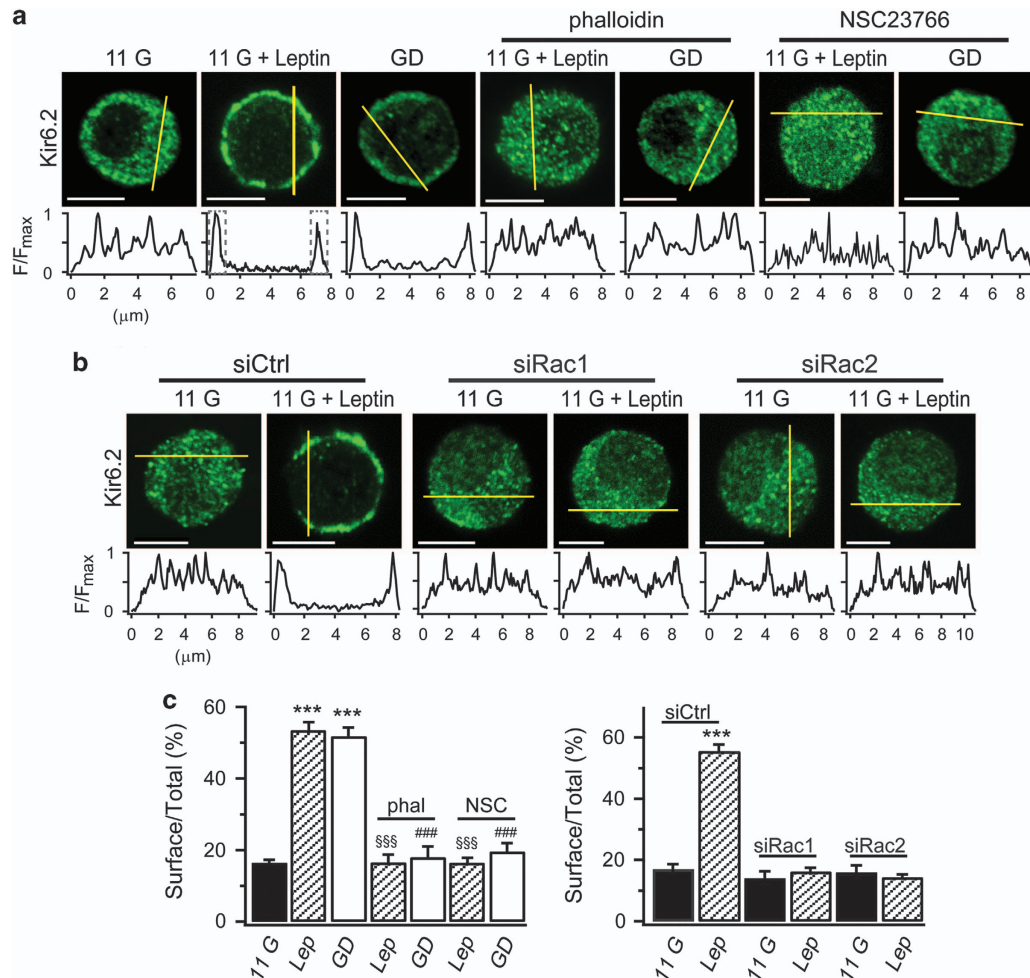 a
phalloidin NSC23766
11 G 11 G + Leptin GD 11 G + Leptin GD 11 G + Leptin GD
Kir6.2
F/Fmax
1
0
0 2 4 6 0 2 4 6 8 0 2 4 6 8 0 2 4 6 8 0 2 4 6 8 0 2 4 6 8 0 2 4 6 8
(μm)
b
siCtrl siRac1 siRac2
11 G 11 G + Leptin 11 G 11 G + Leptin 11 G 11 G + Leptin
Kir6.2
F/Fmax
1
0
0 2 4 6 8 0 2 4 6 8 0 2 4 6 8 0 2 4 6 8 0 2 4 6 8 0 2 4 6 8 10
(μm)
c
Surface/Total (%)
60
40
20
0
*** ***
phal NSC
§§§ ### §§§ ###
11 G Lep GD Lep GD Lep GD
Surface/Total (%)
60
40
20
0
siCtrl
***
siRac1 siRac2
11 G Lep 11 G Lep 11 G Lep